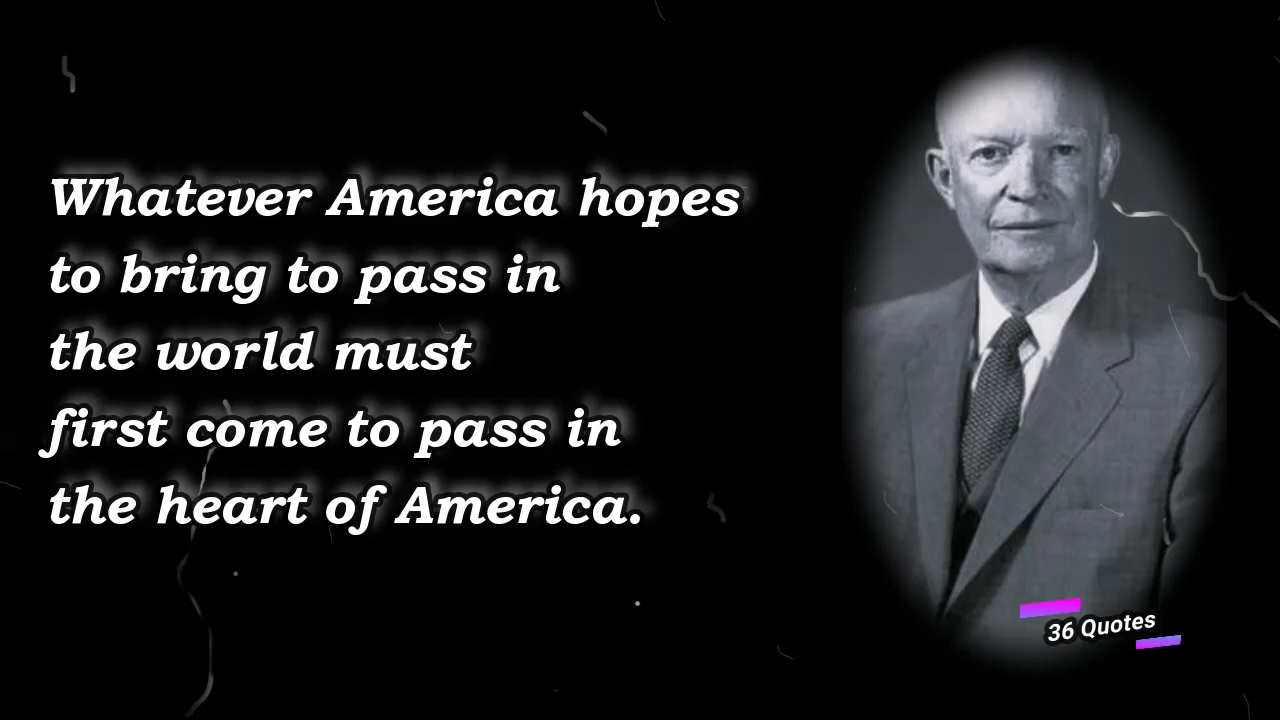 Whatever America hopes
to bring to pass in
the world must
first come to pass in
the heart of America.
36 Quotes